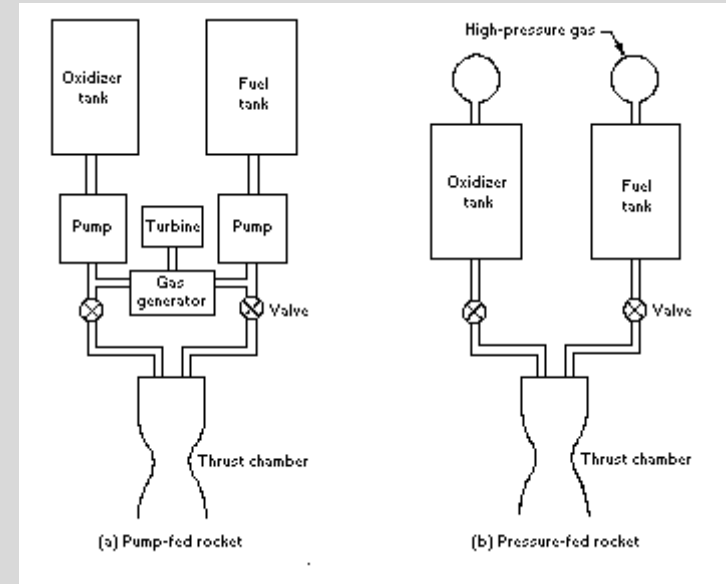 High-pressure gas
Oxidizer
tank
Fuel
tank
Oxidizer
tank
Fuel
tank
Pump
Turbine
Pump
Gas
generator
Valve
Valve
Thrust chamber
Thrust chamber
(a) Pump-fed rocket
(b) Pressure-fed rocket